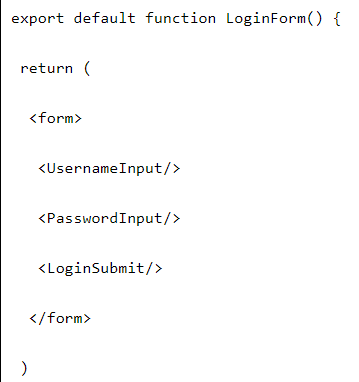 export default function LoginForm() {
return (
<form>
<UsernameInput/>
<PasswordInput/>
<LoginSubmit/>
</form>
)